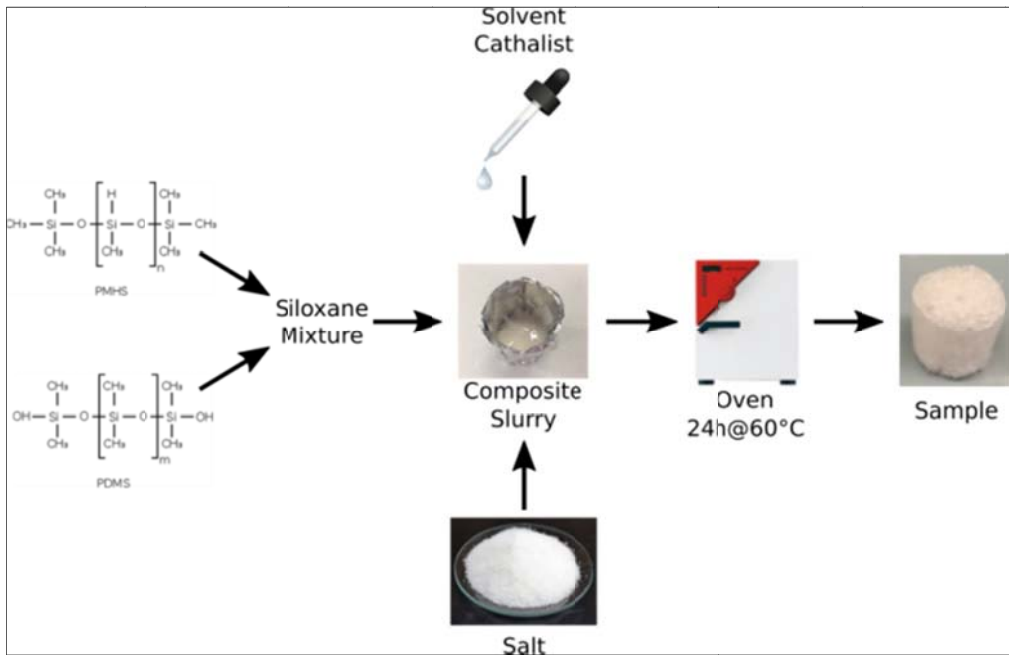 Solvent
Cathalist
CH₃ H CH₃
CH₃—Si—O—Si—O—Si—CH₃
CH₃ CH₃ CH₃
n
PMHS
Siloxane
Mixture
CH₃ CH₃ CH₃
OH—Si—O—Si—O—Si—OH
CH₃ CH₃ CH₃
m
PDMS
Composite
Slurry
Oven
24h@60°C
Sample
Salt